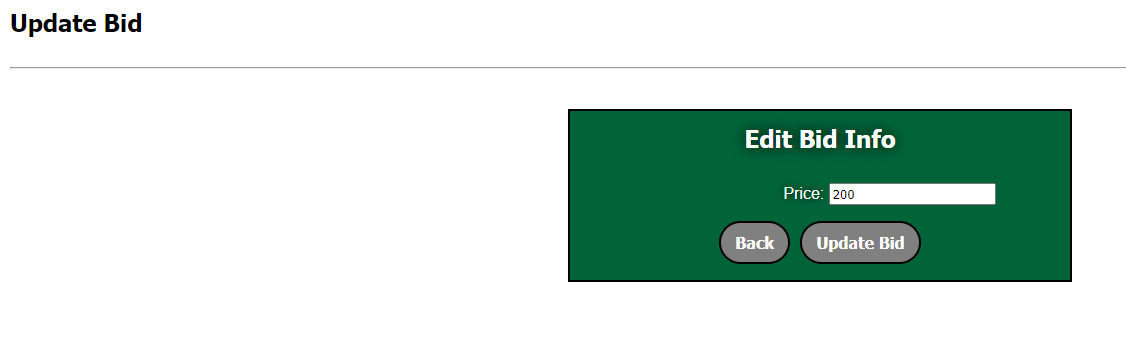 Update Bid
Edit Bid Info
Price: 200
Back Update Bid